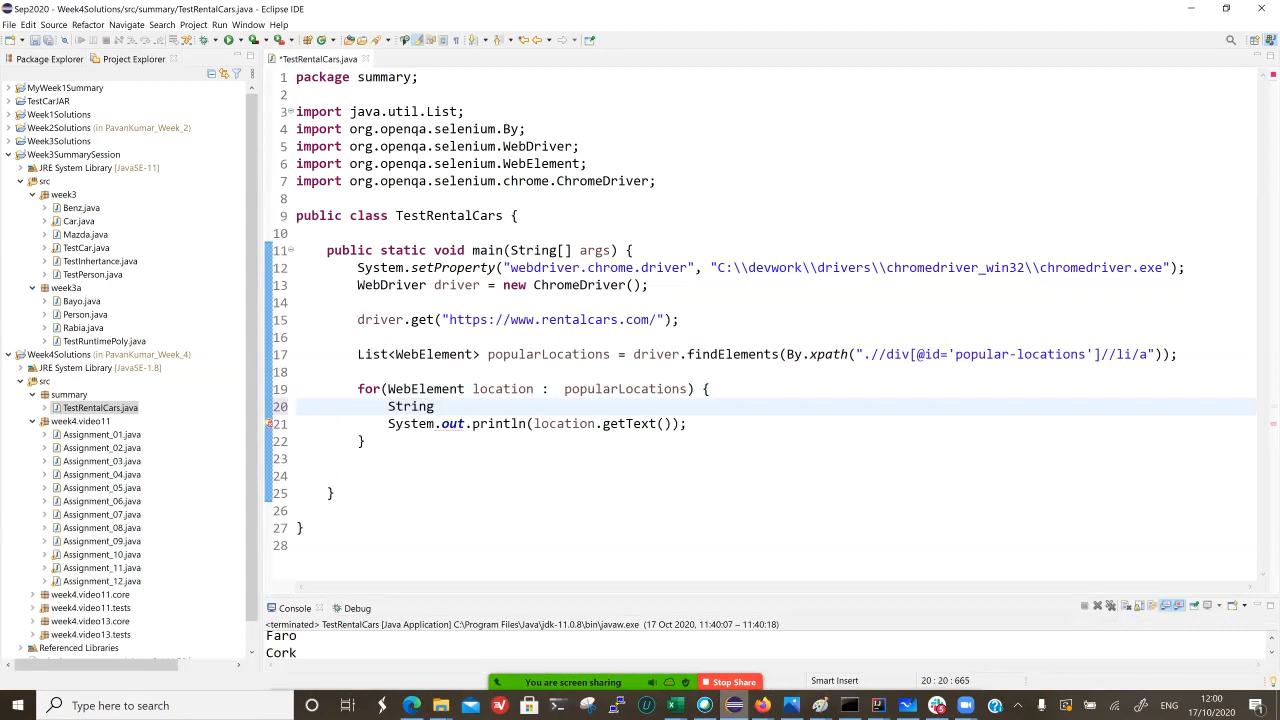 Sep2020 - Week4Solutions/src/summary/TestRentalCars.java - Eclipse IDE
File Edit Source Refactor Navigate Search Project Run Window Help
Package Explorer Project Explorer
*TestRentalCars.java
MyWeek1Summary
TestCarJAR
Week1Solutions
Week2Solutions (in PavanKumar_Week_2)
Week3Solutions
Week3SummarySession
JRE System Library [JavaSE-11]
src
week3
Benz.java
Car.java
Mazda.java
TestCar.java
TestInhertance.java
TestPerson.java
week3a
Bayo.java
Person.java
Rabia.java
TestRuntimePoly.java
Week4Solutions (in PavanKumar_Week_4)
JRE System Library [JavaSE-1.8]
src
summary
TestRentalCars.java
week4.video11
Assignment_01.java
Assignment_02.java
Assignment_03.java
Assignment_04.java
Assignment_05.java
Assignment_06.java
Assignment_07.java
Assignment_08.java
Assignment_09.java
Assignment_10.java
Assignment_11.java
Assignment_12.java
week4.video11.core
week4.video11.tests
week4.video13.core
week4.video13.tests
Referenced Libraries
1 package summary;
2
3 import java.util.List;
4 import org.openqa.selenium.By;
5 import org.openqa.selenium.WebDriver;
6 import org.openqa.selenium.WebElement;
7 import org.openqa.selenium.chrome.ChromeDriver;
8
9 public class TestRentalCars {
10
11 public static void main(String[] args) {
12 System.setProperty("webdriver.chrome.driver", "C:\\devwork\\drivers\\chromedriver_win32\\chromedriver.exe");
13 WebDriver driver = new ChromeDriver();
14
15 driver.get("https://www.rentalcars.com/");
16
17 List<WebElement> popularLocations = driver.findElements(By.xpath(".//div[@id='popular-locations']//li/a"));
18
19 for(WebElement location :  popularLocations) {
20 String
21 System.out.println(location.getText());
22 }
23
24
25 }
26
27 }
28
Console Debug
<terminated> TestRentalCars [Java Application] C:\Program Files\Java\jdk-11.0.8\bin\javaw.exe (17 Oct 2020, 11:40:07 – 11:40:18)
Faro
Cork
You are screen sharing Stop Share
Smart Insert 20 : 20 : 665
Type here to search
12:00
17/10/2020